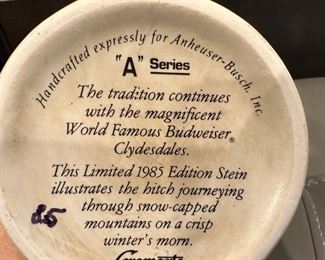 Handcrafted expressly for Anheuser-Busch, Inc.
"A" Series
The tradition continues
with the magnificent
World Famous Budweiser®
Clydesdales.
This Limited 1985 Edition Stein
illustrates the hitch journeying
through snow-capped
mountains on a crisp
winter's morn.
85
Ceramarte